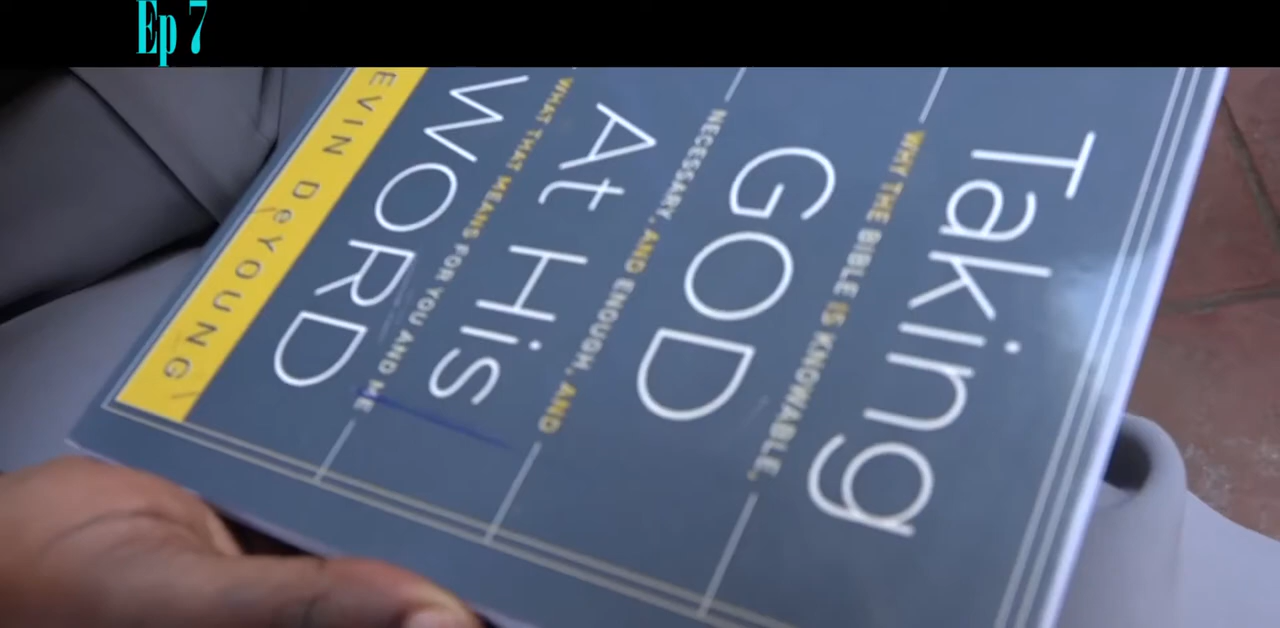 Ep 7
Taking
WHY THE BIBLE IS KNOWABLE,
GOD
NECESSARY, AND ENOUGH, AND
At His
WHAT THAT MEANS FOR YOU AND ME
WORD
EVIN DeYOUNG